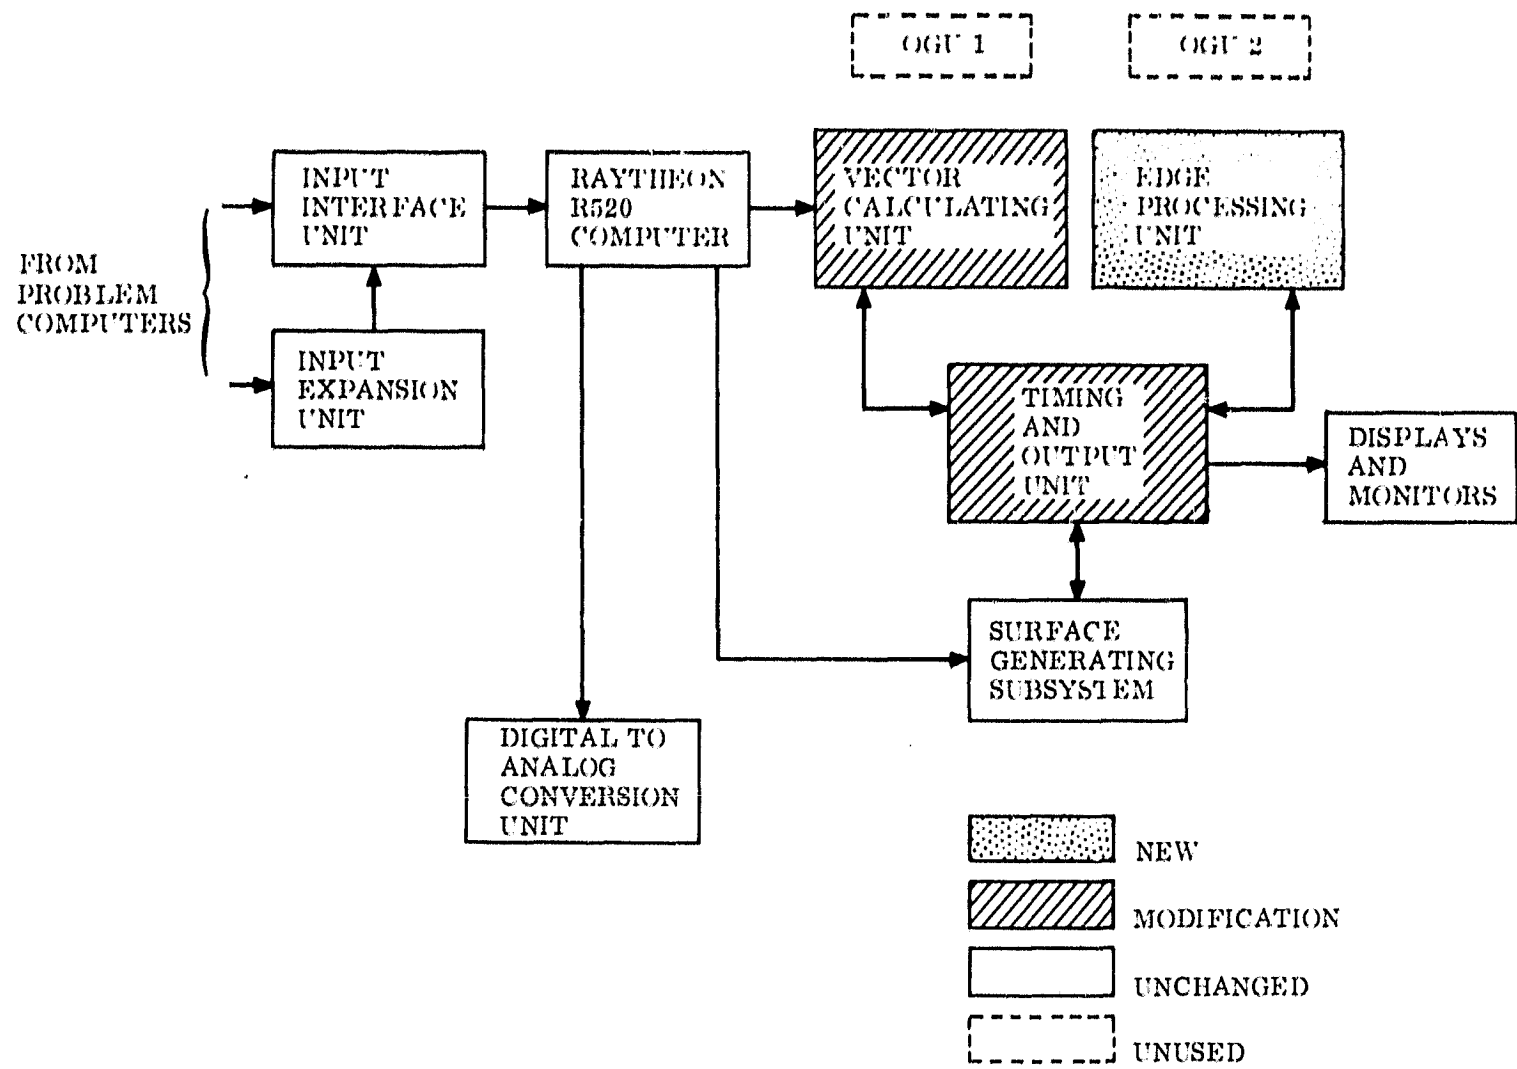 OGU 1
OGU 2
INPUT
INTERFACE
UNIT
RAYTHEON
R520
COMPUTER
VECTOR
CALCULATING
UNIT
EDGE
PROCESSING
UNIT
FROM
PROBLEM
COMPUTERS
INPUT
EXPANSION
UNIT
TIMING
AND
OUTPUT
UNIT
DISPLAYS
AND
MONITORS
SURFACE
GENERATING
SUBSYSTEM
DIGITAL TO
ANALOG
CONVERSION
UNIT
NEW
MODIFICATION
UNCHANGED
UNUSED